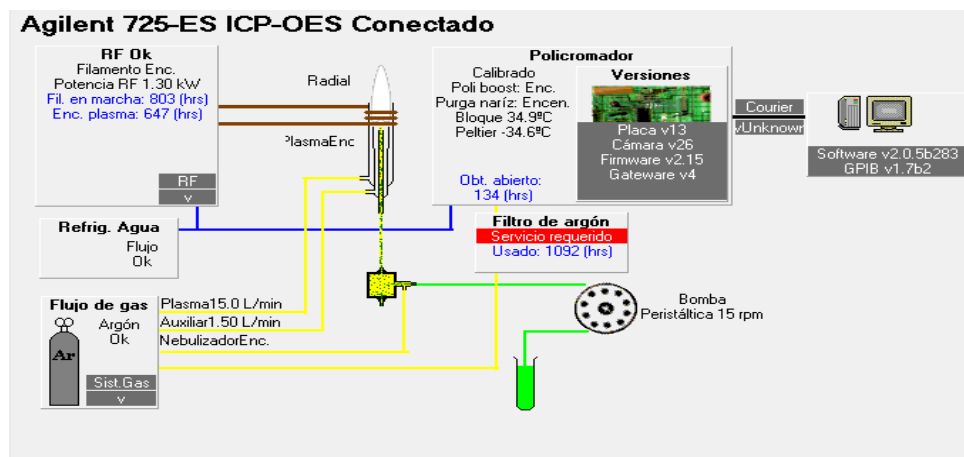 Agilent 725-ES ICP-OES Conectado
RF Ok
Filamento Enc.
Potencia RF 1.30 kW
Fil. en marcha: 803 (hrs)
Enc. plasma: 647 (hrs)
RF
v
Radial
PlasmaEnc
Policromador
Calibrado
Poli boost: Enc.
Purga naríz: Encen.
Bloque 34.9ºC
Peltier -34.6ºC
Obt. abierto:
134 (hrs)
Versiones
Placa v13
Cámara v26
Firmware v2.15
Gateware v4
Courier
vUnknown
Software v2.0.5b283
GPIB v1.7b2
Refrig. Agua
Flujo
Ok
Filtro de argón
Servicio requerido
Usado: 1092 (hrs)
Flujo de gas
Argón
Ok
Ar
Sist.Gas
v
Plasma15.0 L/min
Auxiliar1.50 L/min
NebulizadorEnc.
Bomba
Peristáltica 15 rpm